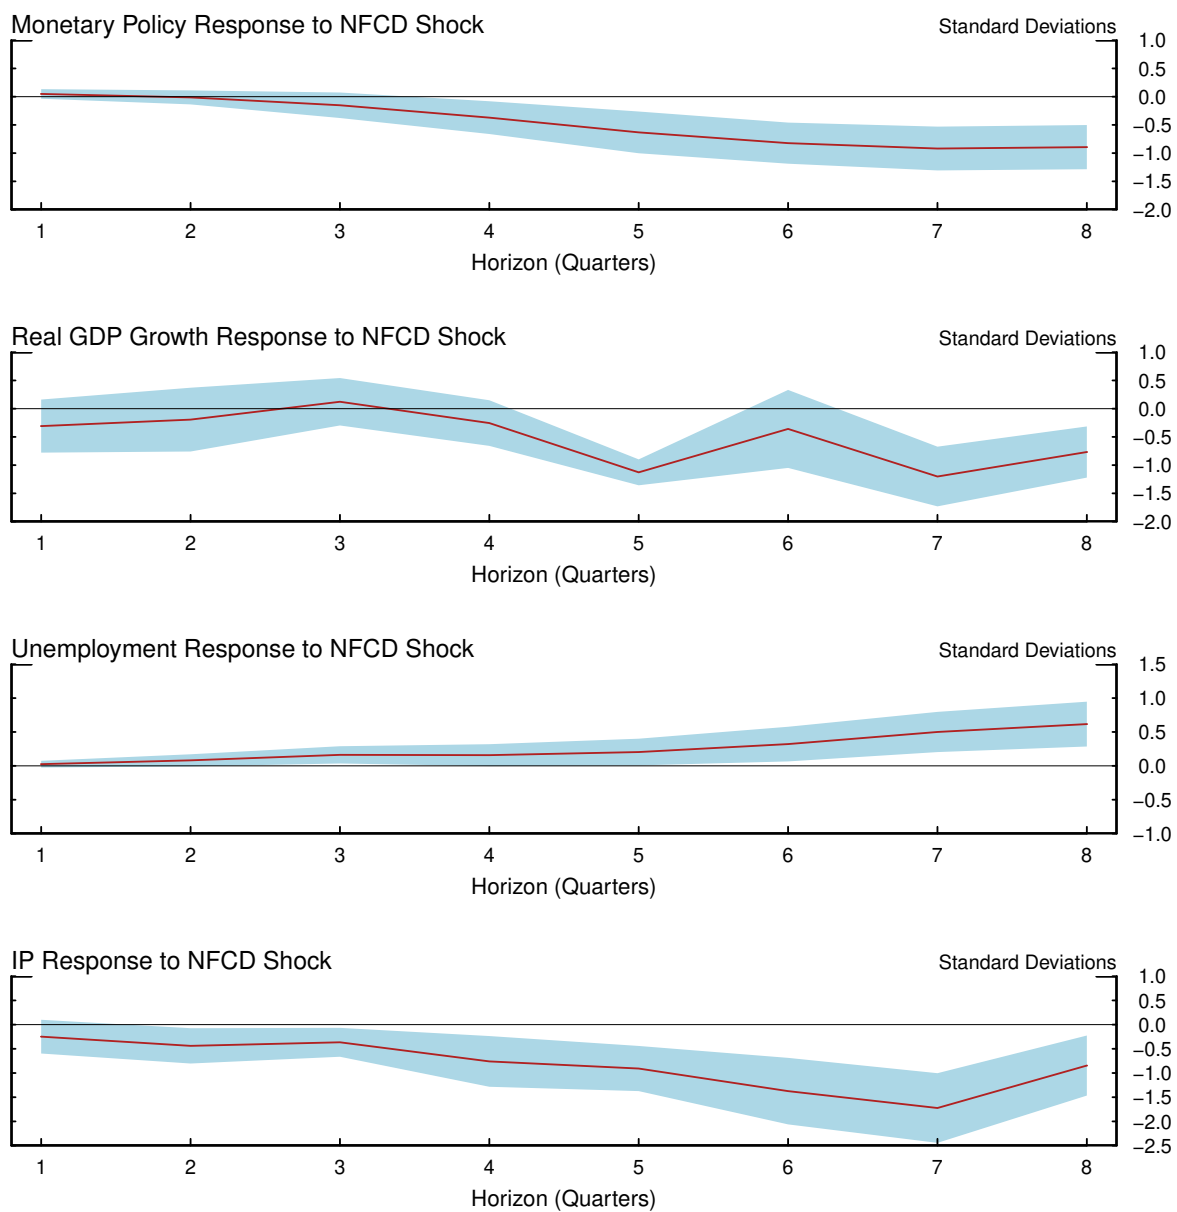 Monetary Policy Response to NFCD Shock Standard Deviations
1.0
0.5
0.0
−0.5
−1.0
−1.5
−2.0
1 2 3 4 5 6 7 8
Horizon (Quarters)
Real GDP Growth Response to NFCD Shock Standard Deviations
1.0
0.5
0.0
−0.5
−1.0
−1.5
−2.0
1 2 3 4 5 6 7 8
Horizon (Quarters)
Unemployment Response to NFCD Shock Standard Deviations
1.5
1.0
0.5
0.0
−0.5
−1.0
1 2 3 4 5 6 7 8
Horizon (Quarters)
IP Response to NFCD Shock Standard Deviations
1.0
0.5
0.0
−0.5
−1.0
−1.5
−2.0
−2.5
1 2 3 4 5 6 7 8
Horizon (Quarters)